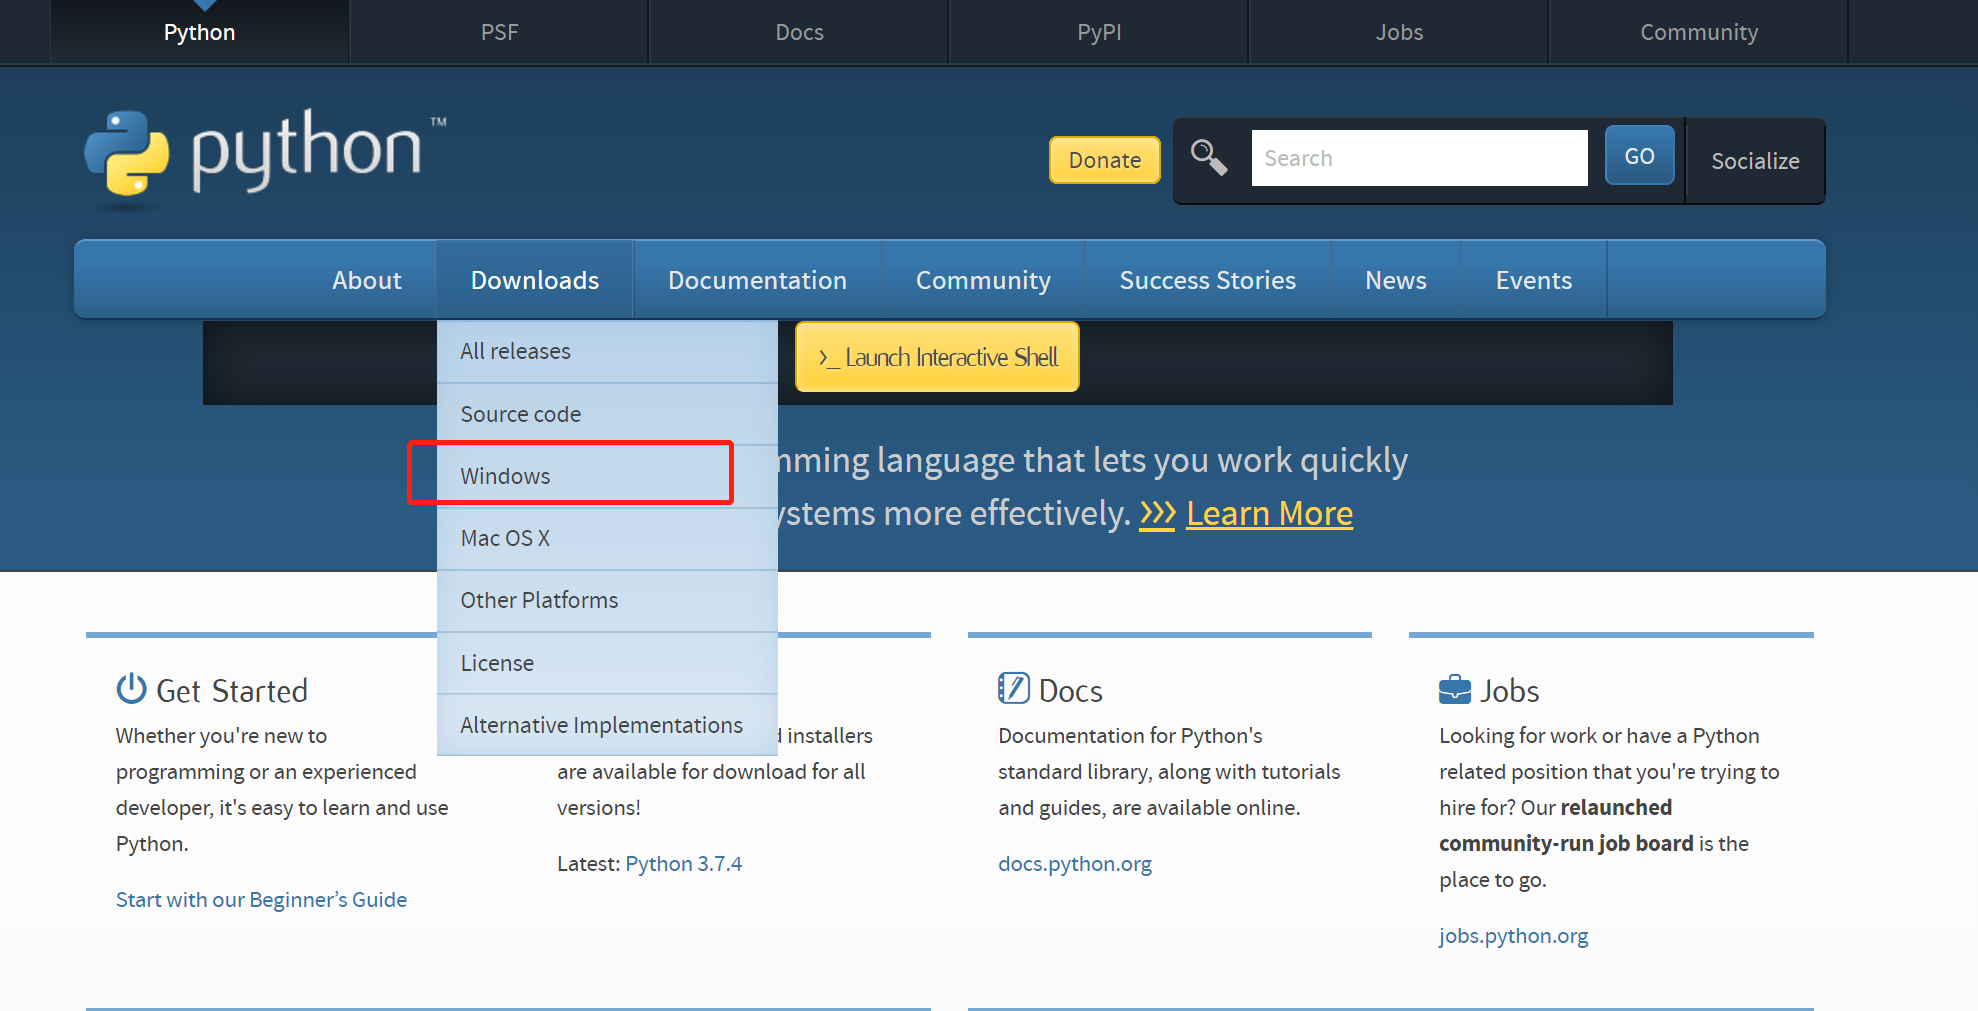 Python
PSF
Docs
PyPI
Jobs
Community
python™
Donate
Search
GO
Socialize
About
Downloads
Documentation
Community
Success Stories
News
Events
All releases
Source code
Windows
Mac OS X
Other Platforms
License
Alternative Implementations
>_ Launch Interactive Shell
mming language that lets you work quickly
ystems more effectively. >>> Learn More
Get Started
Whether you're new to
programming or an experienced
developer, it's easy to learn and use
Python.
Start with our Beginner’s Guide
installers
are available for download for all
versions!
Latest: Python 3.7.4
Docs
Documentation for Python's
standard library, along with tutorials
and guides, are available online.
docs.python.org
Jobs
Looking for work or have a Python
related position that you're trying to
hire for? Our relaunched
community-run job board is the
place to go.
jobs.python.org